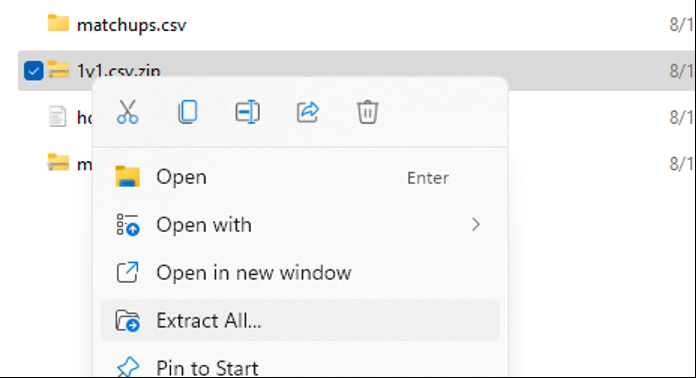 matchups.csv 8/1
1v1.csv.zip 8/1
8/1
8/1
Open Enter
Open with
Open in new window
Extract All...
Pin to Start